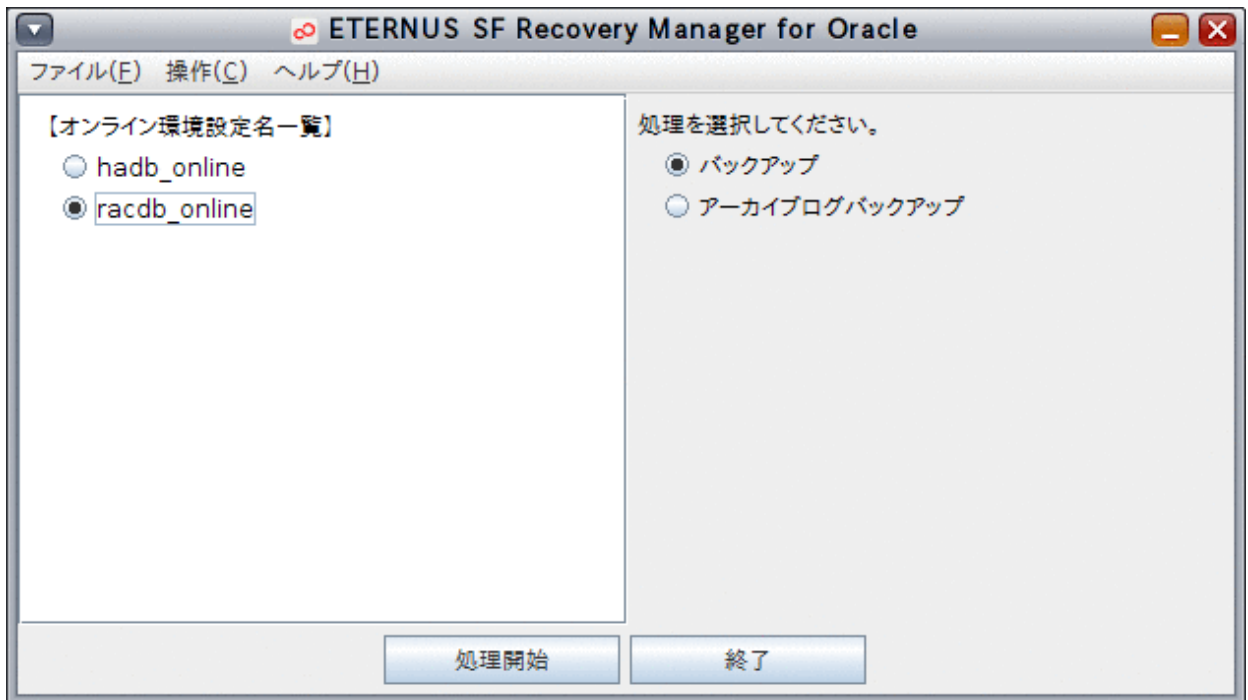 ETERNUS SF Recovery Manager for Oracle
ファイル(F) 操作(C) ヘルプ(H)
【オンライン環境設定名一覧】
hadb_online
racdb_online
処理を選択してください。
バックアップ
アーカイブログバックアップ
処理開始
終了